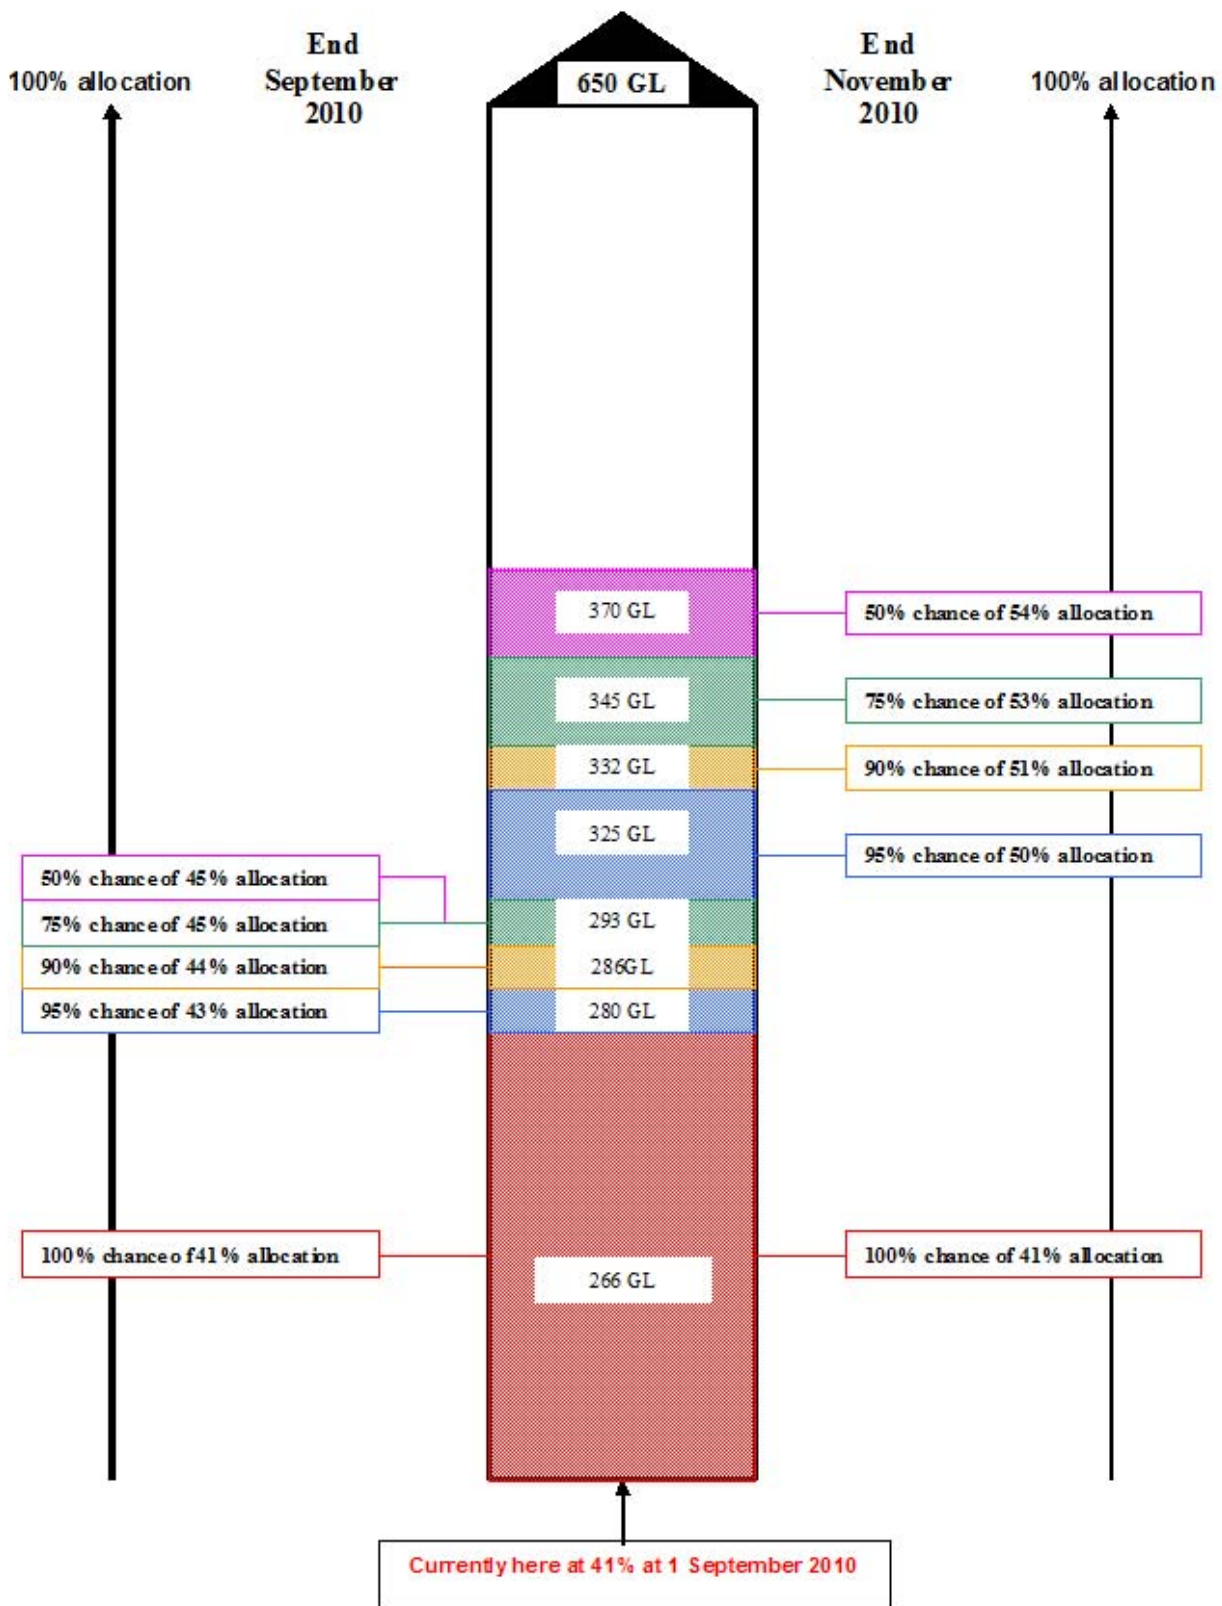 End
September
2010
650 GL
End
November
2010
100% allocation
100% allocation
370 GL
50% chance of 54% allocation
345 GL
75% chance of 53% allocation
332 GL
90% chance of 51% allocation
325 GL
95% chance of 50% allocation
50% chance of 45% allocation
75% chance of 45% allocation
293 GL
90% chance of 44% allocation
286GL
95% chance of 43% allocation
280 GL
100% chance of 41% allocation
266 GL
100% chance of 41% allocation
Currently here at 41% at 1 September 2010